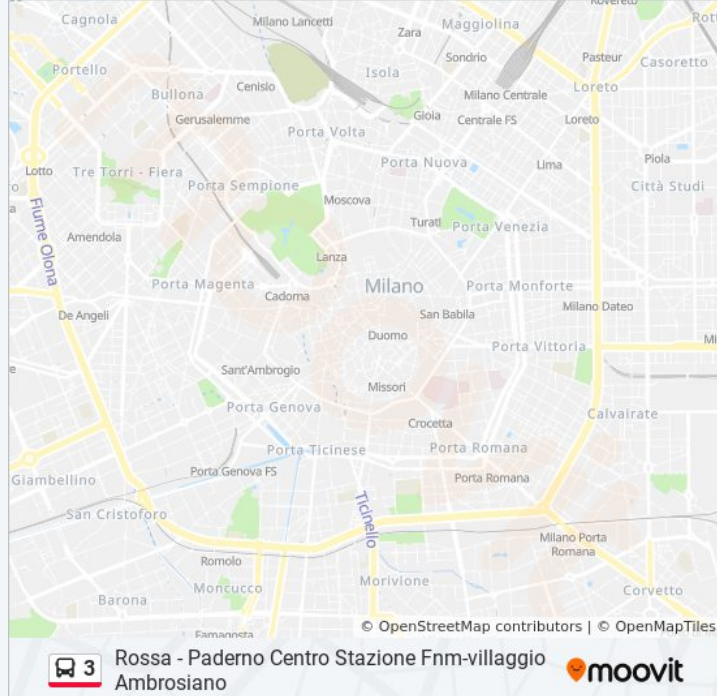 Cagnola
Milano Lancetti
Zara
Maggiolina
Rovereto
Portello
Sondrio
Pasteur
Casoretto
Isola
Bullona
Cenisio
Milano Centrale
Loreto
Gerusalemme
Gioia
Centrale FS
Loreto
Porta Volta
Lotto
Tre Torri - Fiera
Porta Nuova
Lima
Piola
Porta Sempione
Città Studi
Moscova
Fiume Olona
Turati
Porta Venezia
Amendola
Lanza
Porta Magenta
Milano
Porta Monforte
Cadorna
San Babila
Milano Dateo
De Angeli
Duomo
Porta Vittoria
Sant'Ambrogio
Missori
Porta Genova
Crocetta
Calvairate
Porta Ticinese
Porta Romana
Porta Genova FS
Porta Romana
Giambellino
Ticinello
San Cristoforo
Milano Porta
Romana
Romolo
Morivione
Moncucco
Corvetto
Barona
Famagosta
© OpenStreetMap contributors | © OpenMapTiles
3
Rossa - Paderno Centro Stazione Fnm-villaggio
Ambrosiano
moovit